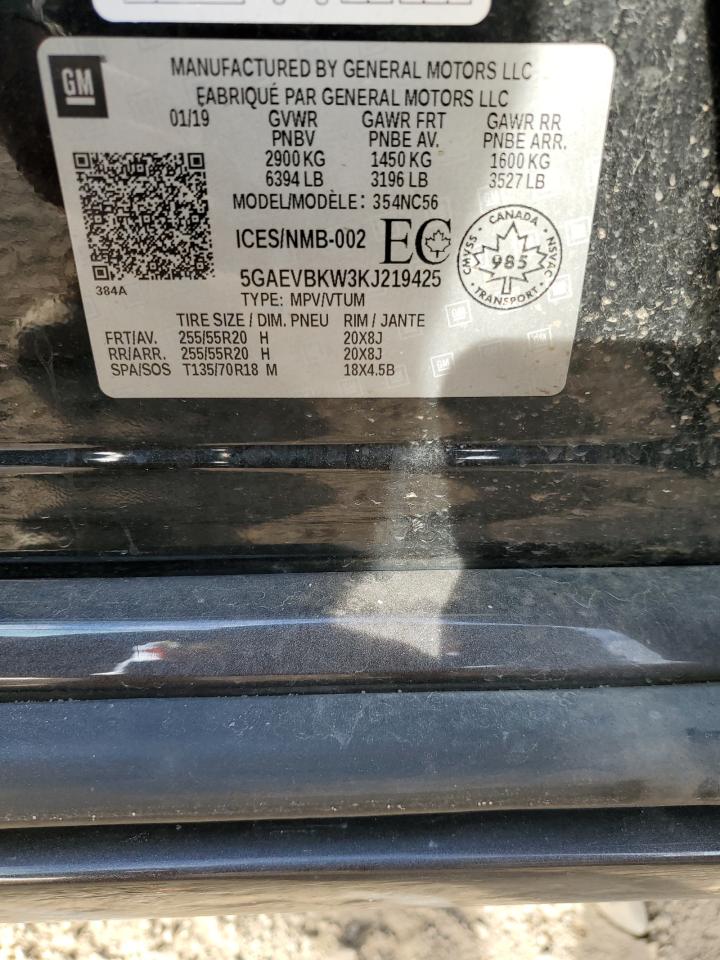 GM
MANUFACTURED BY GENERAL MOTORS LLC
FABRIQUÉ PAR GENERAL MOTORS LLC
01/19 GVWR GAWR FRT GAWR RR
PNBV PNBE AV. PNBE ARR.
2900 KG 1450 KG 1600 KG
6394 LB 3196 LB 3527 LB
MODEL/MODÈLE: 354NC56
ICES/NMB-002 EC
CANADA
CMVSS 985 NSVAC
TRANSPORT
384A
5GAEVBKW3KJ219425
TYPE: MPV/VTUM
TIRE SIZE / DIM. PNEU RIM / JANTE
FRT/AV. 255/55R20 H 20X8J
RR/ARR. 255/55R20 H 20X8J
SPA/SOS T135/70R18 M 18X4.5B